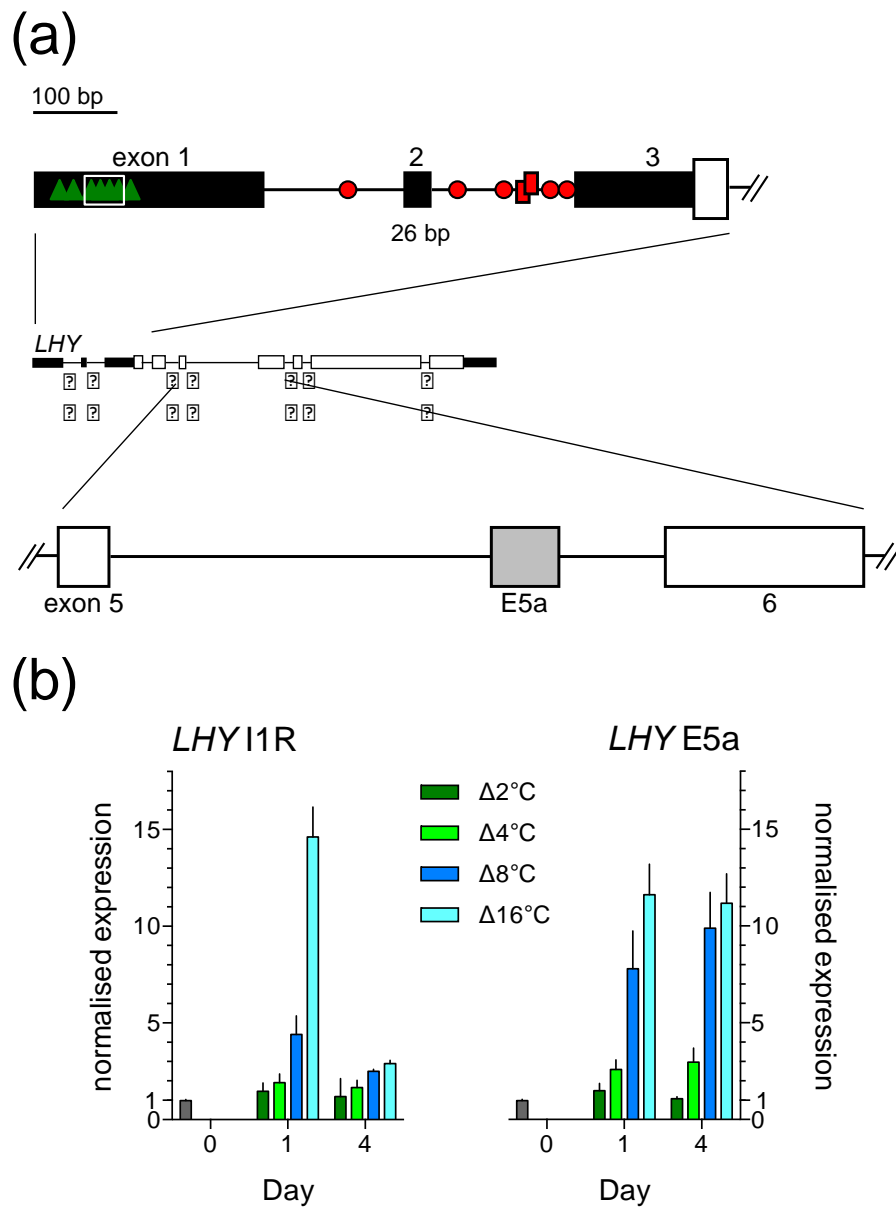 (a)
100 bp
exon 1 2 3
26 bp
LHY
? ? ? ? ? ? ?
? ? ? ? ? ? ?
exon 5 E5a 6
(b)
LHY I1R
LHY E5a
normalised expression
15
10
5
1
0
0 1 4
Day
Δ2°C
Δ4°C
Δ8°C
Δ16°C
normalised expression
15
10
5
1
0
0 1 4
Day